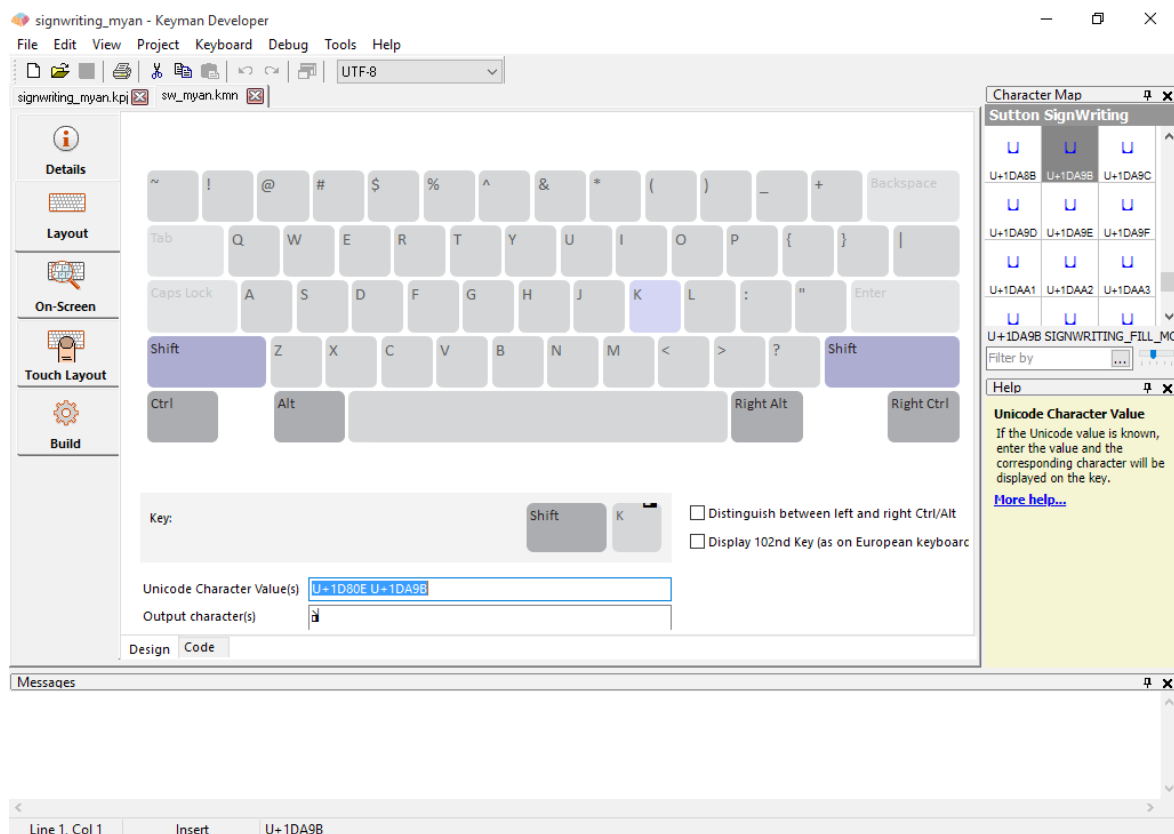 signwriting_myan - Keyman Developer
File Edit View Project Keyboard Debug Tools Help
UTF-8
signwriting_myan.kpj sw_myan.kmn
Character Map
Sutton SignWriting
U+1DA8B U+1DA9B U+1DA9C
U+1DA9D U+1DA9E U+1DA9F
U+1DAA1 U+1DAA2 U+1DAA3
U+1DA9B SIGNWRITING_FILL_MO
Filter by ...
Help
Unicode Character Value
If the Unicode value is known,
enter the value and the
corresponding character will be
displayed on the key.
More help...
Details
Layout
On-Screen
Touch Layout
Build
~ ! @ # $ % ^ & * ( ) _ + Backspace
Tab Q W E R T Y U I O P { } |
Caps Lock A S D F G H J K L : " Enter
Shift Z X C V B N M < > ? Shift
Ctrl Alt Right Alt Right Ctrl
Key: Shift K
Distinguish between left and right Ctrl/Alt
Display 102nd Key (as on European keyboarc
Unicode Character Value(s) U+1D80E U+1DA9B
Output character(s)
Design Code
Messages
Line 1, Col 1 Insert U+1DA9B